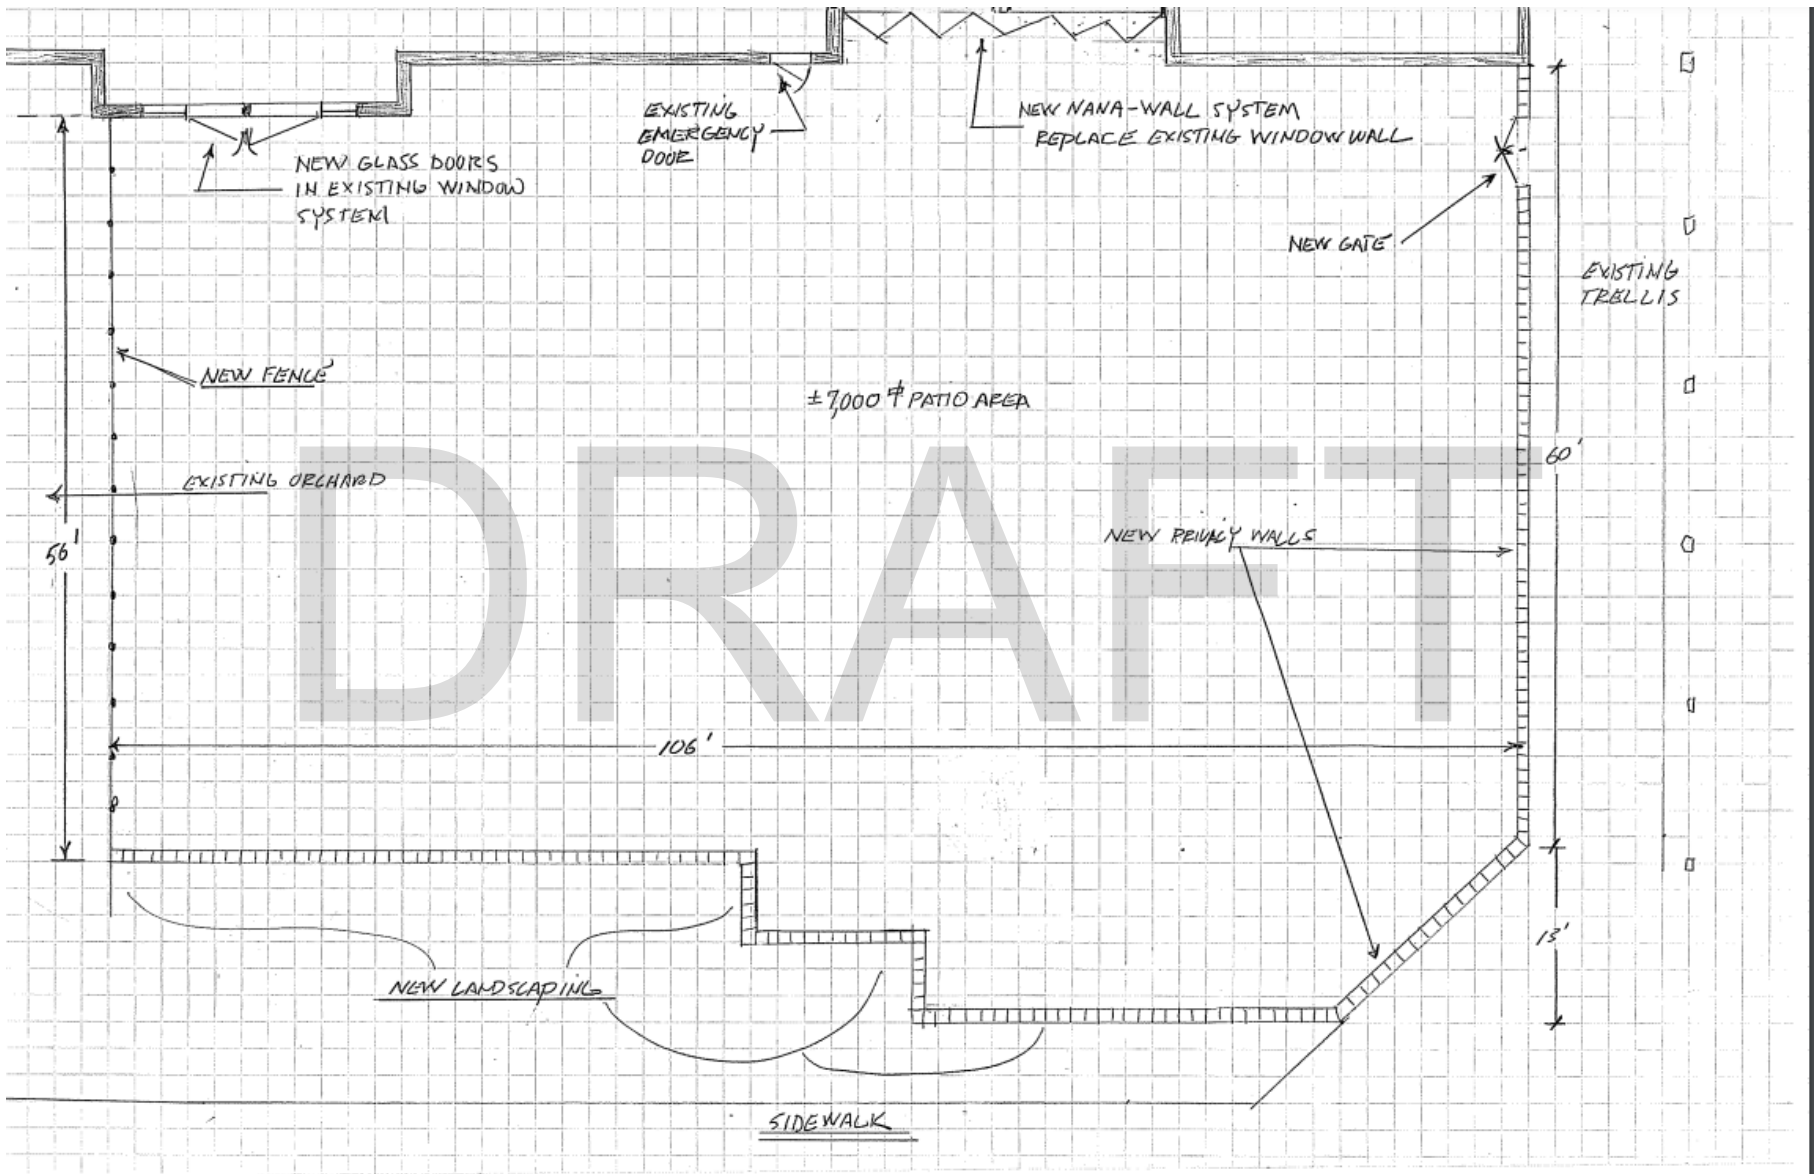 EXISTING
EMERGENCY
DOOR
NEW NANA-WALL SYSTEM
REPLACE EXISTING WINDOW WALL
NEW GLASS DOORS
IN EXISTING WINDOW
SYSTEM
NEW GATE
EXISTING
TRELLIS
NEW FENCE
±7,000 PATIO AREA
60'
EXISTING ORCHARD
56'
NEW PRIVACY WALLS
DRAFT
106'
13'
NEW LANDSCAPING
SIDEWALK